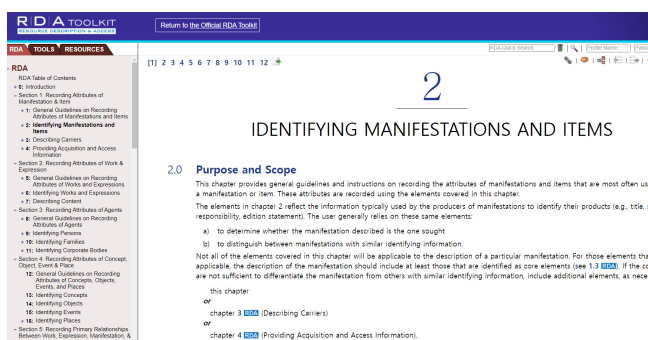 R|D|A TOOLKIT
RESOURCE DESCRIPTION & ACCESS
Return to the Official RDA Toolkit
RDA TOOLS RESOURCES
RDA Quick Search
Profile Name
- RDA
RDA Table of Contents
+ 0: Introduction
– Section 1: Recording Attributes of
Manifestation & Item
+ 1: General Guidelines on Recording
Attributes of Manifestations and Items
+ 2: Identifying Manifestations and
Items
+ 3: Describing Carriers
+ 4: Providing Acquisition and Access
Information
– Section 2: Recording Attributes of Work &
Expression
+ 5: General Guidelines on Recording
Attributes of Works and Expressions
+ 6: Identifying Works and Expressions
+ 7: Describing Content
– Section 3: Recording Attributes of Agents
+ 8: General Guidelines on Recording
Attributes of Agents
+ 9: Identifying Persons
+ 10: Identifying Families
+ 11: Identifying Corporate Bodies
– Section 4: Recording Attributes of Concept,
Object, Event & Place
12: General Guidelines on Recording
Attributes of Concepts, Objects,
Events, and Places
13: Identifying Concepts
14: Identifying Objects
15: Identifying Events
+ 16: Identifying Places
– Section 5: Recording Primary Relationships
Between Work, Expression, Manifestation, &
[1] 2 3 4 5 6 7 8 9 10 11 12
2
IDENTIFYING MANIFESTATIONS AND ITEMS
2.0 Purpose and Scope
This chapter provides general guidelines and instructions on recording the attributes of manifestations and items that are most often us
a manifestation or item. These attributes are recorded using the elements covered in this chapter.
The elements in chapter 2 reflect the information typically used by the producers of manifestations to identify their products (e.g., title, s
responsibility, edition statement). The user generally relies on these same elements:
a) to determine whether the manifestation described is the one sought
b) to distinguish between manifestations with similar identifying information.
Not all of the elements covered in this chapter will be applicable to the description of a particular manifestation. For those elements tha
applicable, the description of the manifestation should include at least those that are identified as core elements (see 1.3 RDA). If the co
are not sufficient to differentiate the manifestation from others with similar identifying information, include additional elements, as nece
this chapter
or
chapter 3 RDA (Describing Carriers)
or
chapter 4 RDA (Providing Acquisition and Access Information).